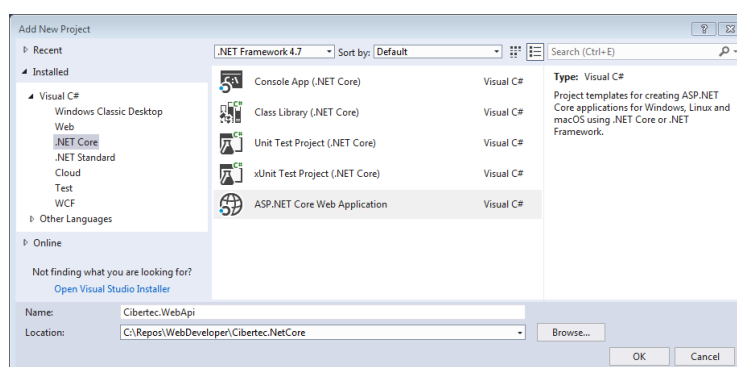 Add New Project
Recent
.NET Framework 4.7
Sort by: Default
Search (Ctrl+E)
Installed
Visual C#
Windows Classic Desktop
Web
.NET Core
.NET Standard
Cloud
Test
WCF
Other Languages
Online
Not finding what you are looking for?
Open Visual Studio Installer
Console App (.NET Core) Visual C#
Class Library (.NET Core) Visual C#
Unit Test Project (.NET Core) Visual C#
xUnit Test Project (.NET Core) Visual C#
ASP.NET Core Web Application Visual C#
Type: Visual C#
Project templates for creating ASP.NET
Core applications for Windows, Linux and
macOS using .NET Core or .NET
Framework.
Name: Cibertec.WebApi
Location: C:\Repos\WebDeveloper\Cibertec.NetCore
Browse...
OK Cancel